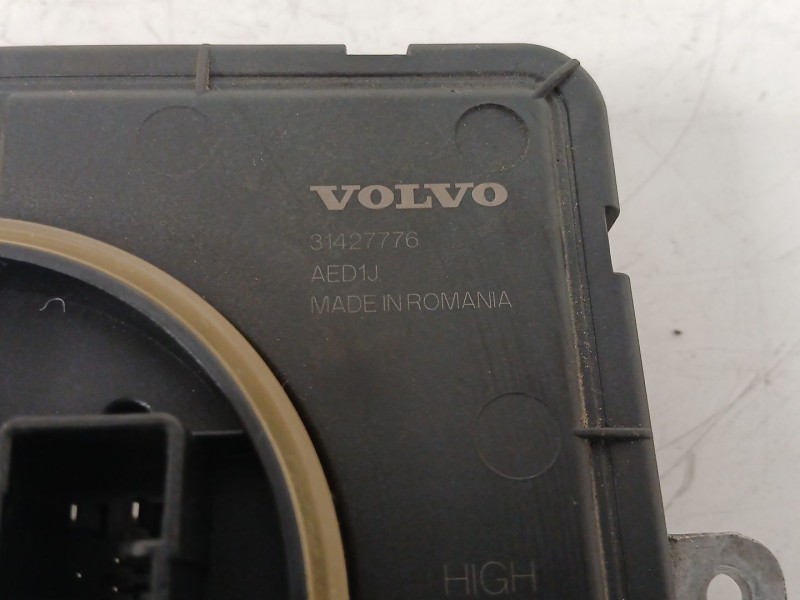 VOLVO
31427776
AED1J
MADE IN ROMANIA
HIGH